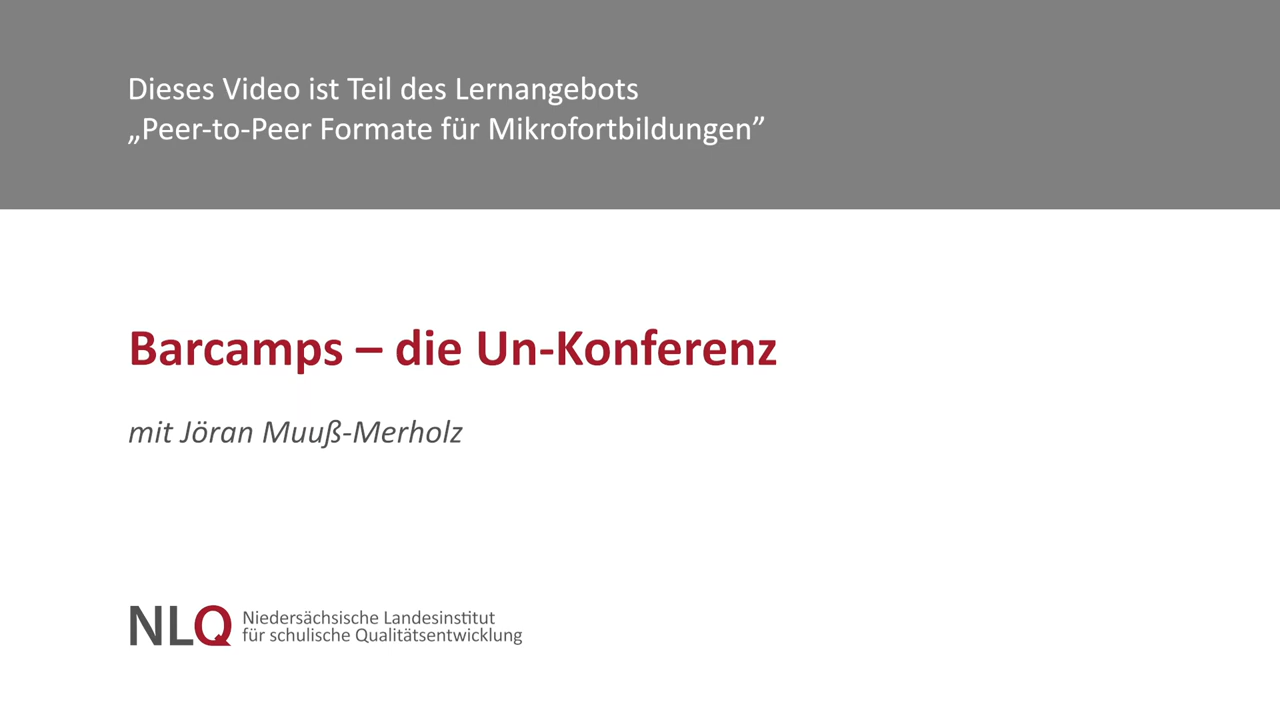 Dieses Video ist Teil des Lernangebots
„Peer-to-Peer Formate für Mikrofortbildungen”
Barcamps – die Un-Konferenz
mit Jöran Muuß-Merholz
NLQ Niedersächsische Landesinstitut
für schulische Qualitätsentwicklung